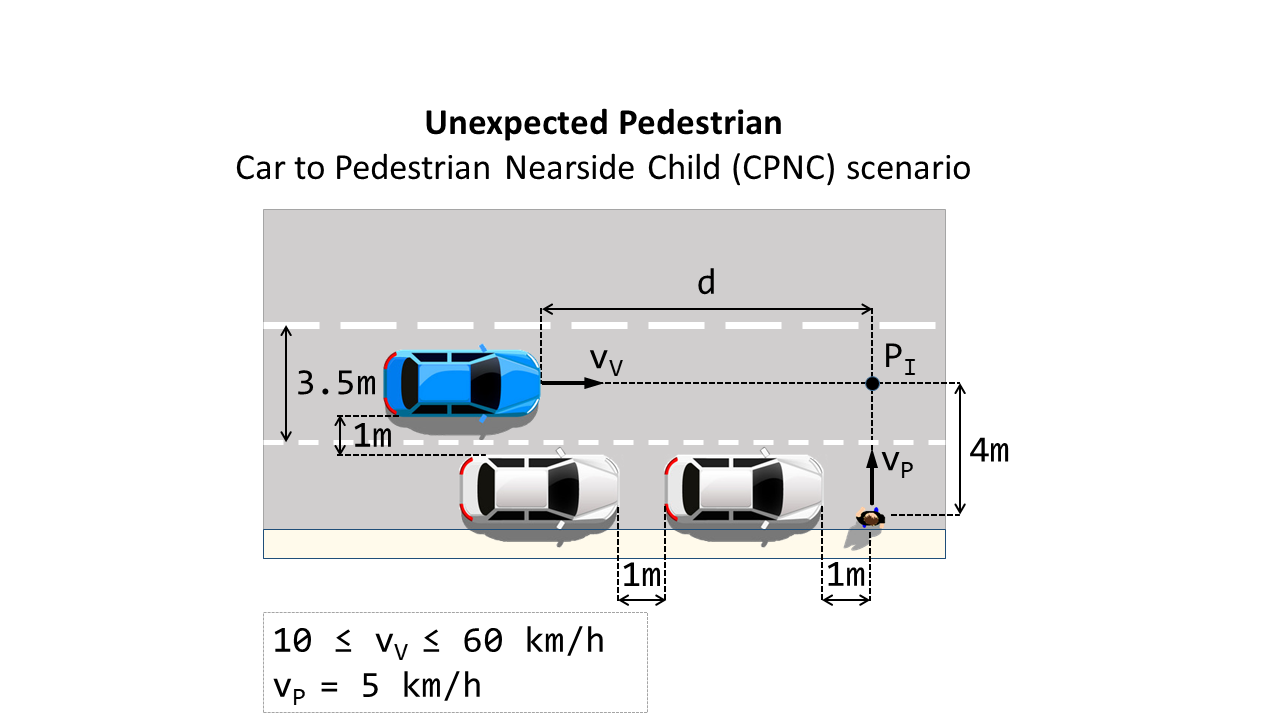 Unexpected Pedestrian
Car to Pedestrian Nearside Child (CPNC) scenario
d
vV
PI
3.5m
1m
vP
4m
1m
1m
10 ≤ vV ≤ 60 km/h
vP = 5 km/h